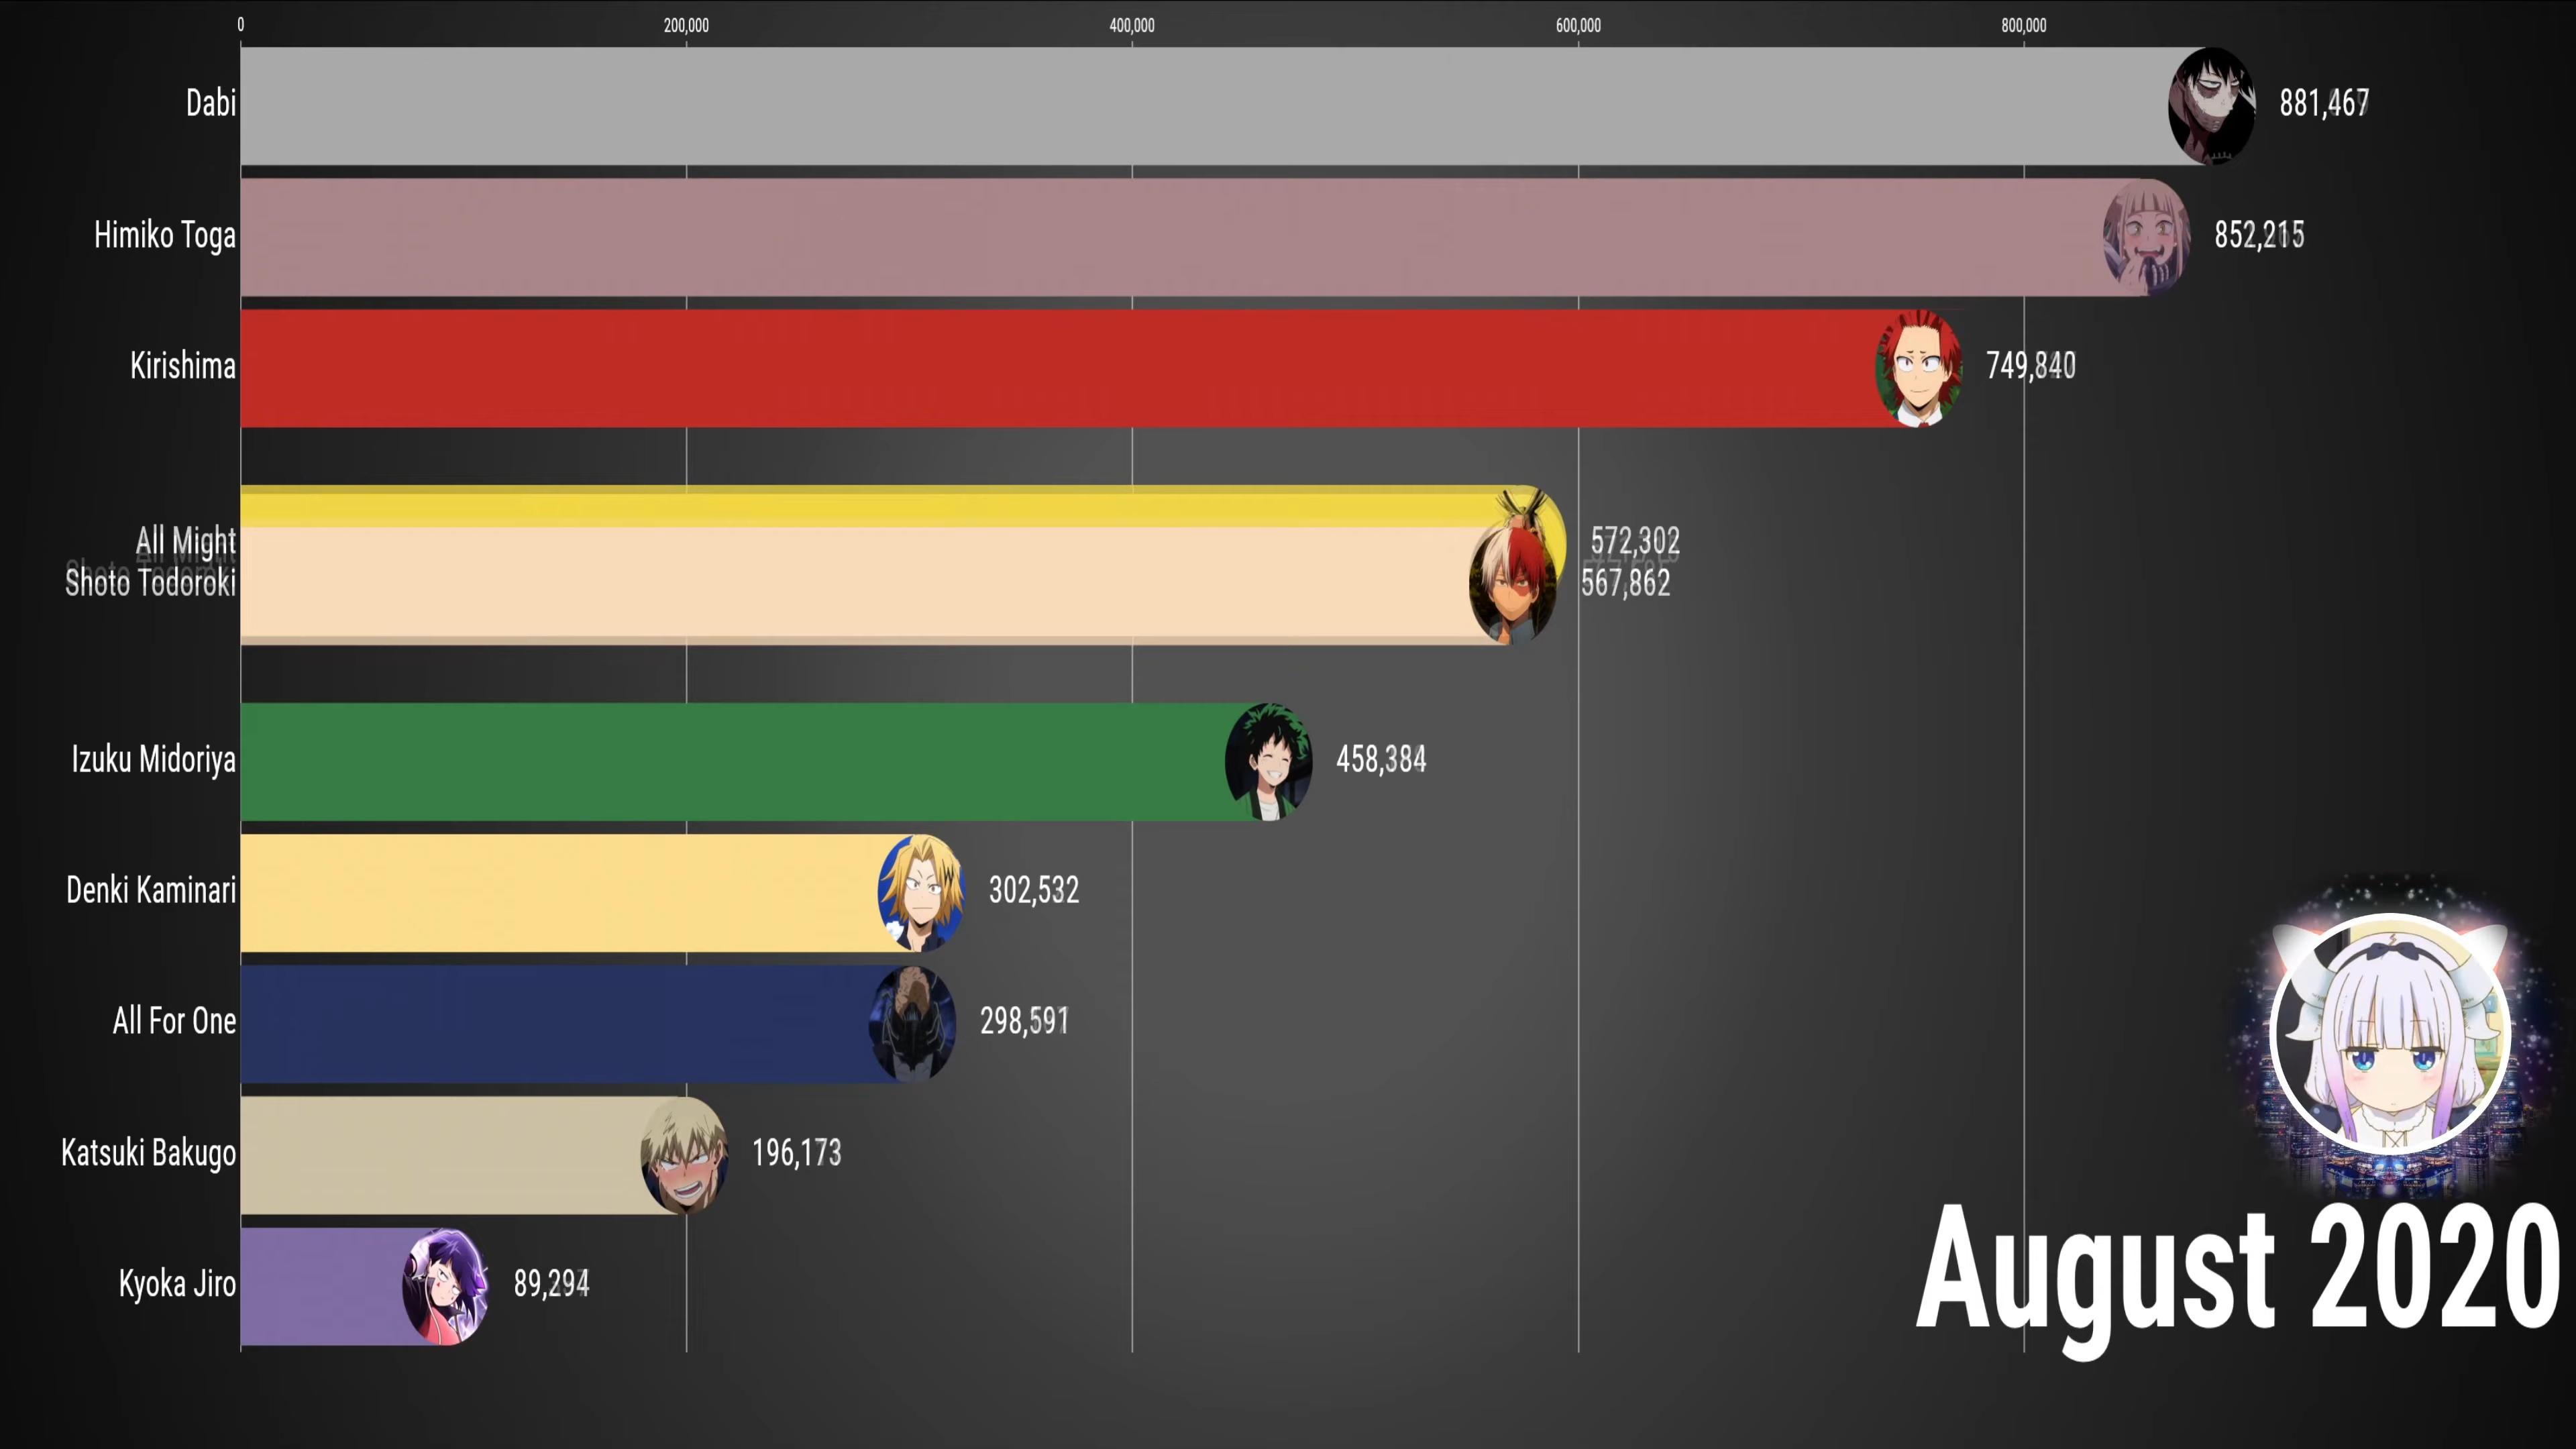 0 200,000 400,000 600,000 800,000
Dabi 881,467
Himiko Toga 852,215
Kirishima 749,840
All Might 572,302
Shoto Todoroki 567,862
Izuku Midoriya 458,384
Denki Kaminari 302,532
All For One 298,591
Katsuki Bakugo 196,173
Kyoka Jiro 89,294
August 2020